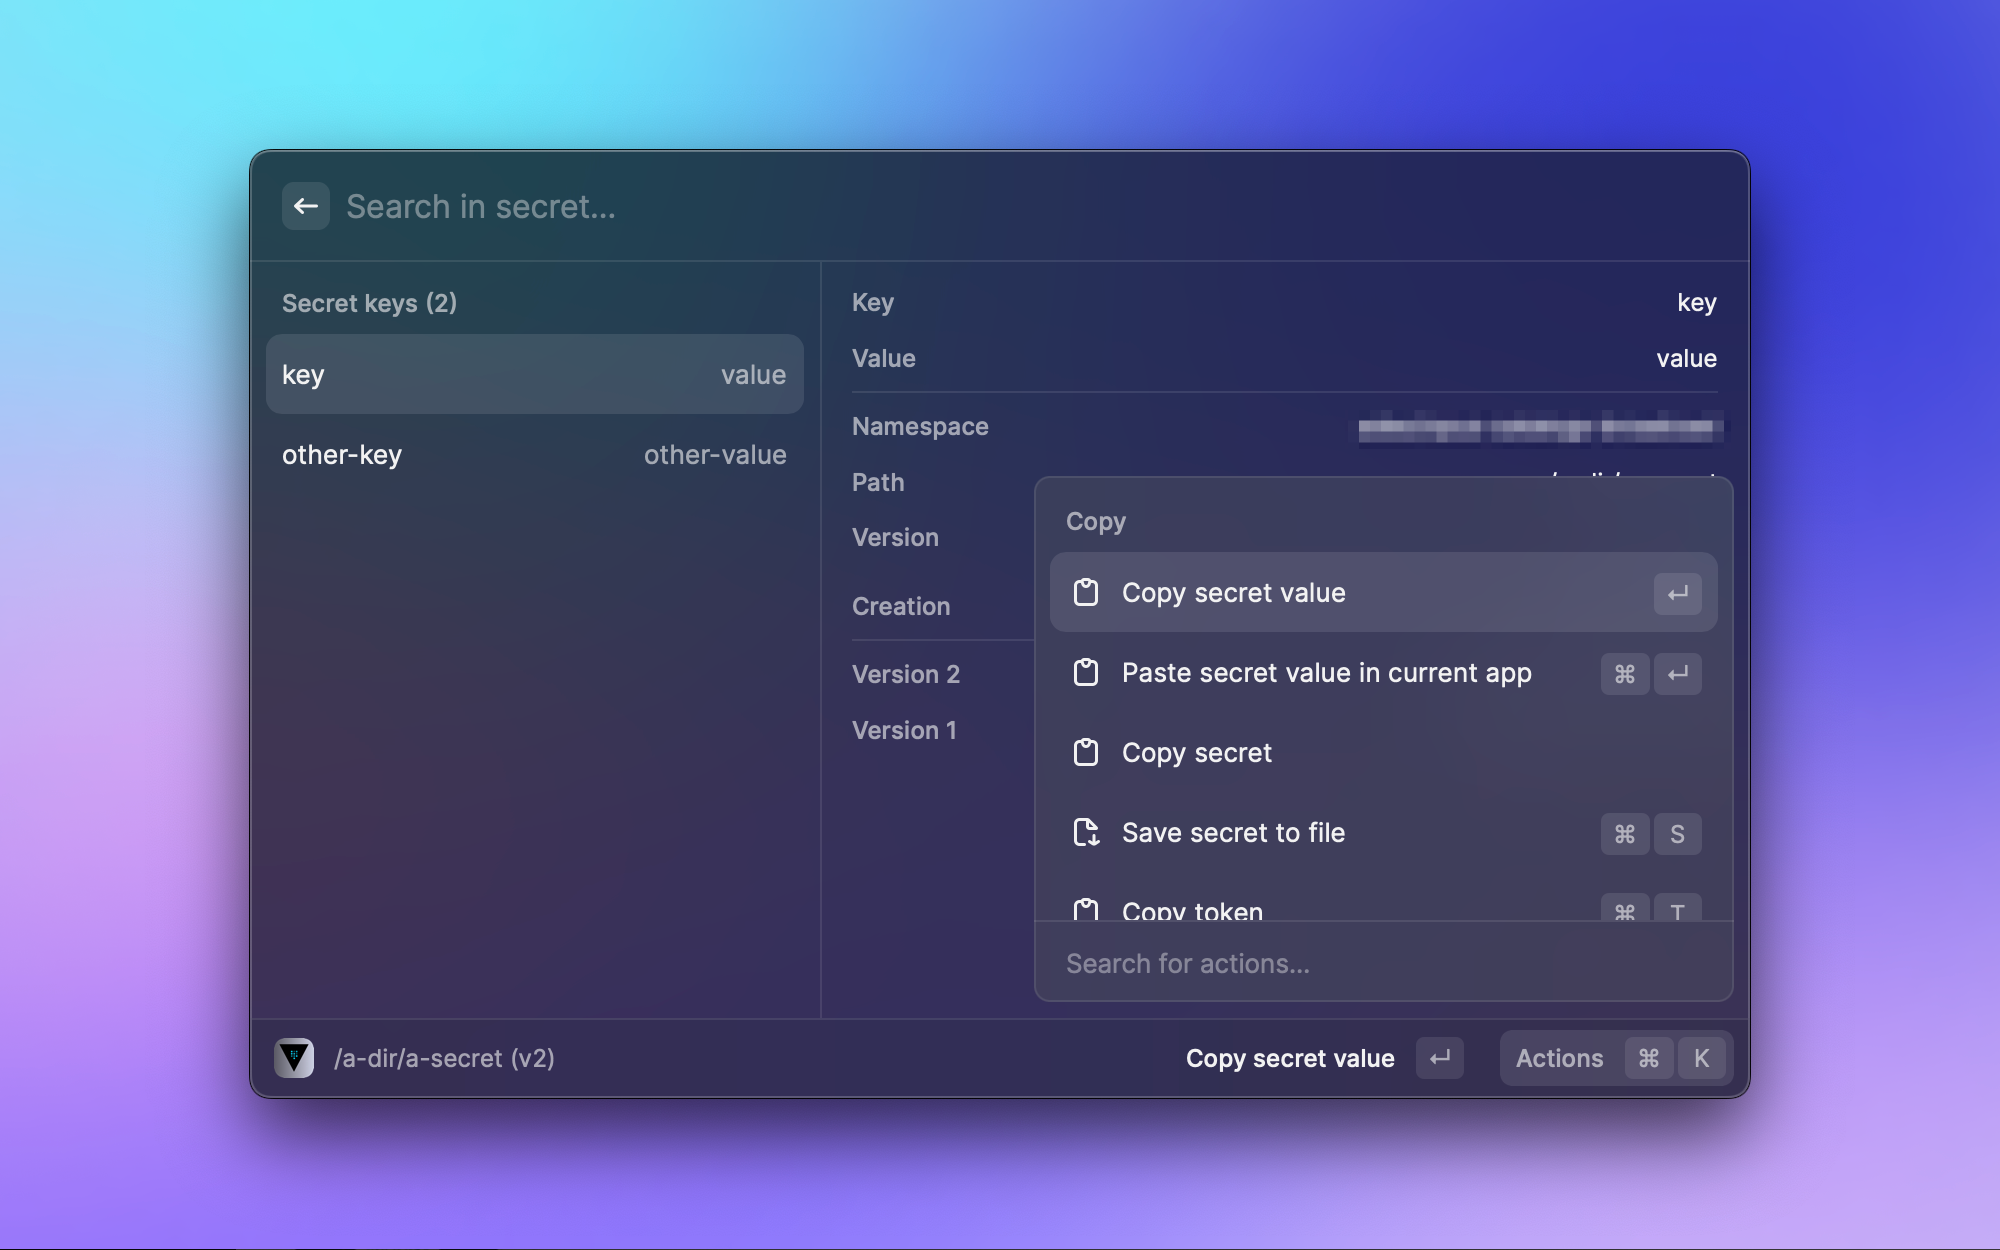 Search in secret...
Secret keys (2)
key value
other-key other-value
Key key
Value value
Namespace
Path
Version
Creation
Version 2
Version 1
Copy
Copy secret value ↵
Paste secret value in current app ⌘ ↵
Copy secret
Save secret to file ⌘ S
Copy token ⌘ T
Search for actions...
/a-dir/a-secret (v2)
Copy secret value ↵
Actions ⌘ K